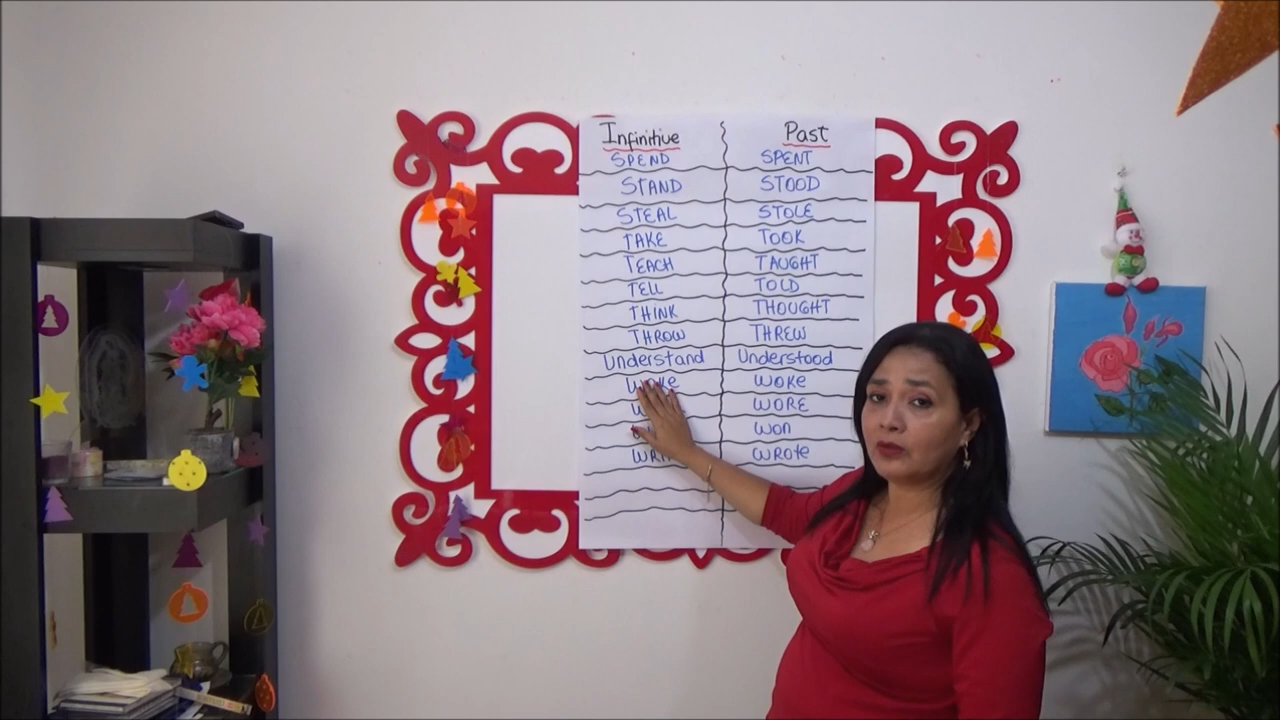 Infinitive Past
SPEND SPENT
STAND STOOD
STEAL STOLE
TAKE TOOK
TEACH TAUGHT
TELL TOLD
THINK THOUGHT
THROW THREW
Understand Understood
WOKE
WORE
Won
WROte